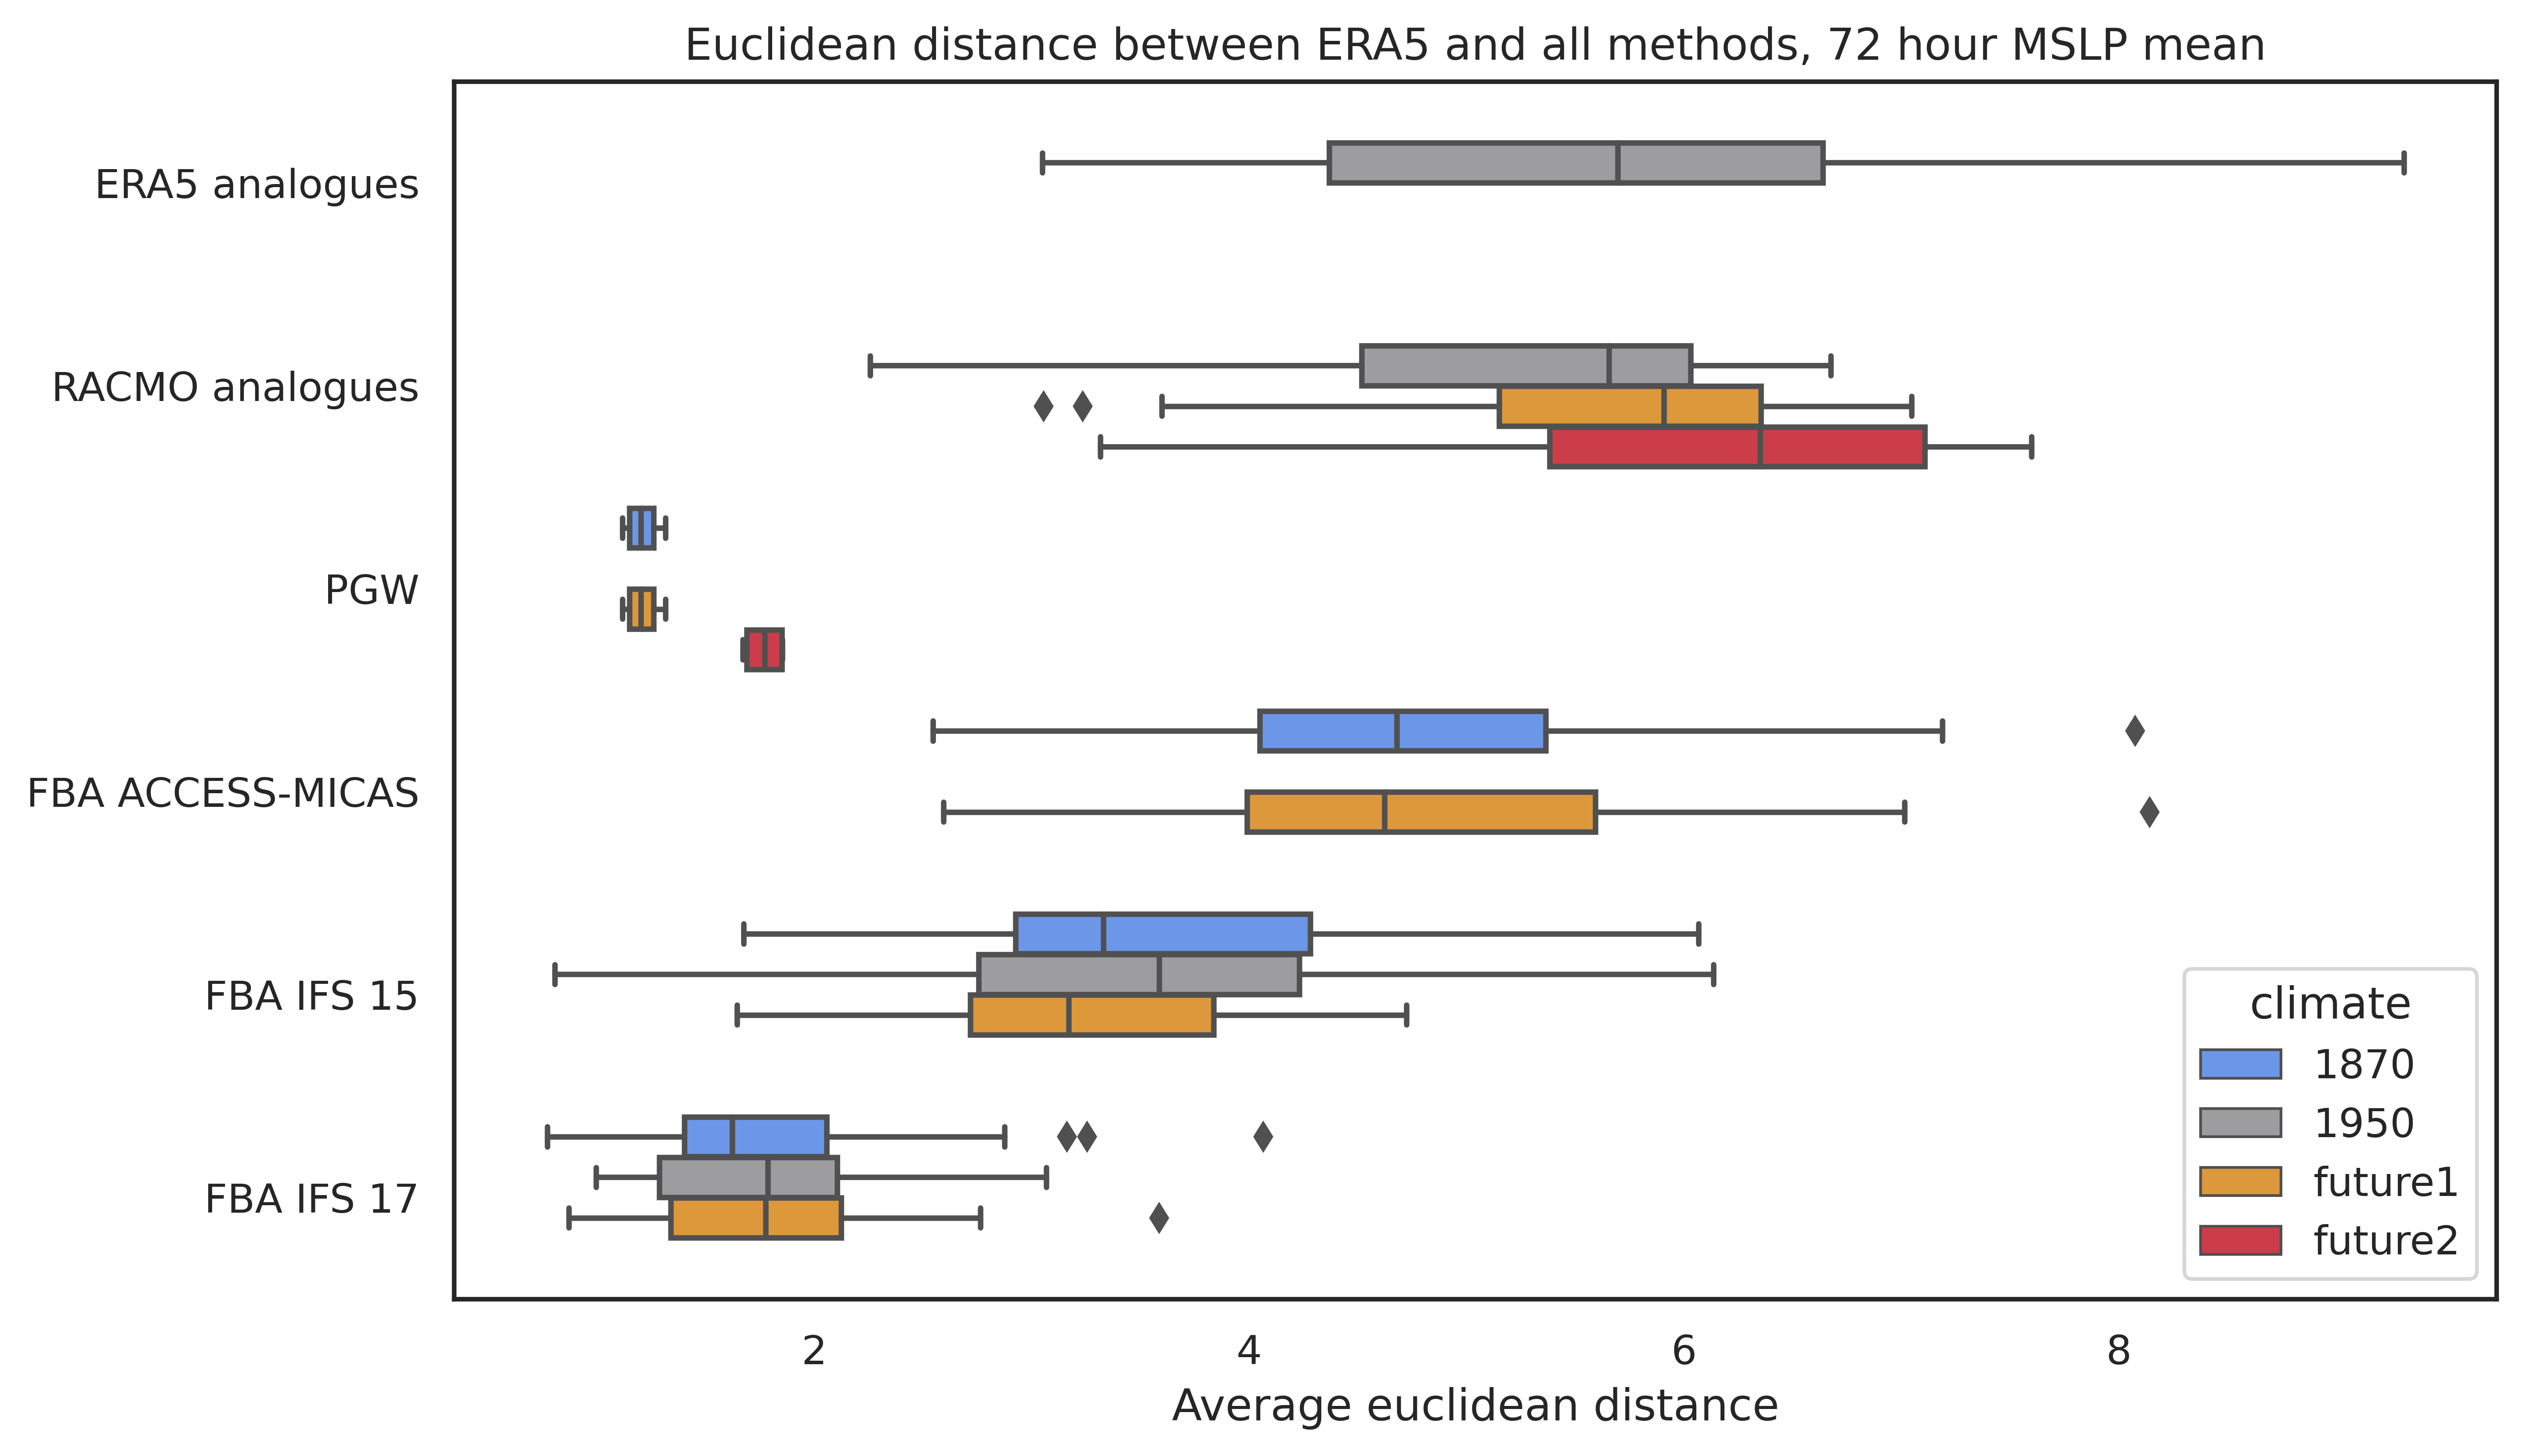 Euclidean distance between ERA5 and all methods, 72 hour MSLP mean
ERA5 analogues
RACMO analogues
PGW
FBA ACCESS-MICAS
FBA IFS 15
FBA IFS 17
climate
1870
1950
future1
future2
2 4 6 8
Average euclidean distance